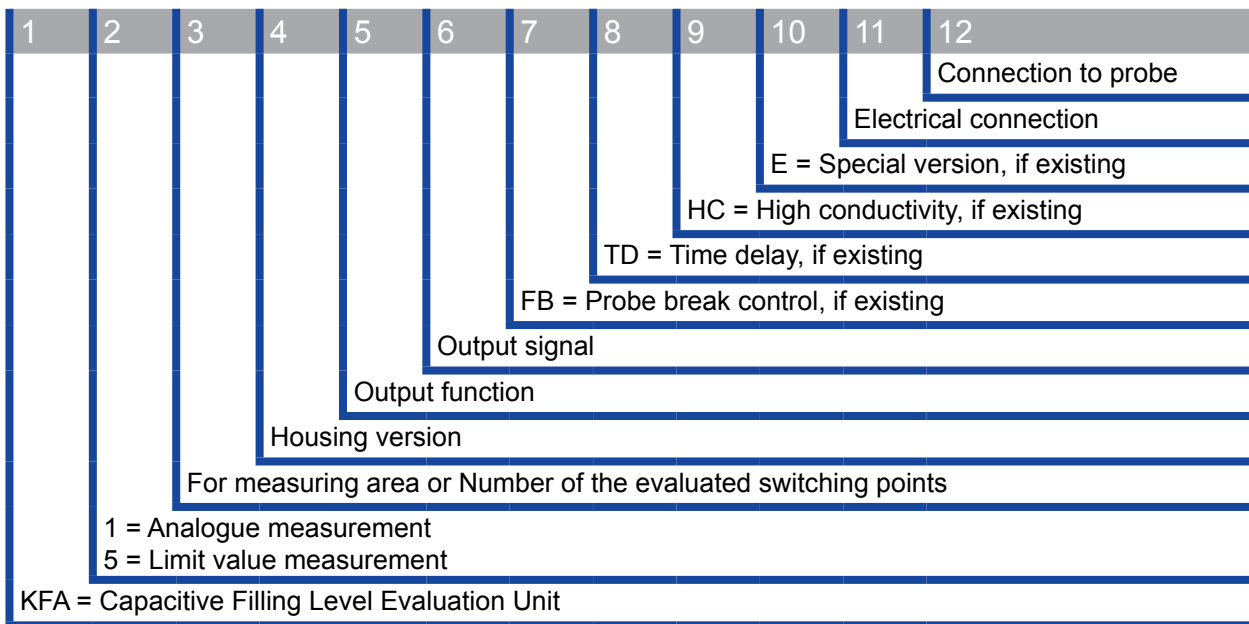 1 2 3 4 5 6 7 8 9 10 11 12
Connection to probe
Electrical connection
E = Special version, if existing
HC = High conductivity, if existing
TD = Time delay, if existing
FB = Probe break control, if existing
Output signal
Output function
Housing version
For measuring area or Number of the evaluated switching points
1 = Analogue measurement
5 = Limit value measurement
KFA = Capacitive Filling Level Evaluation Unit